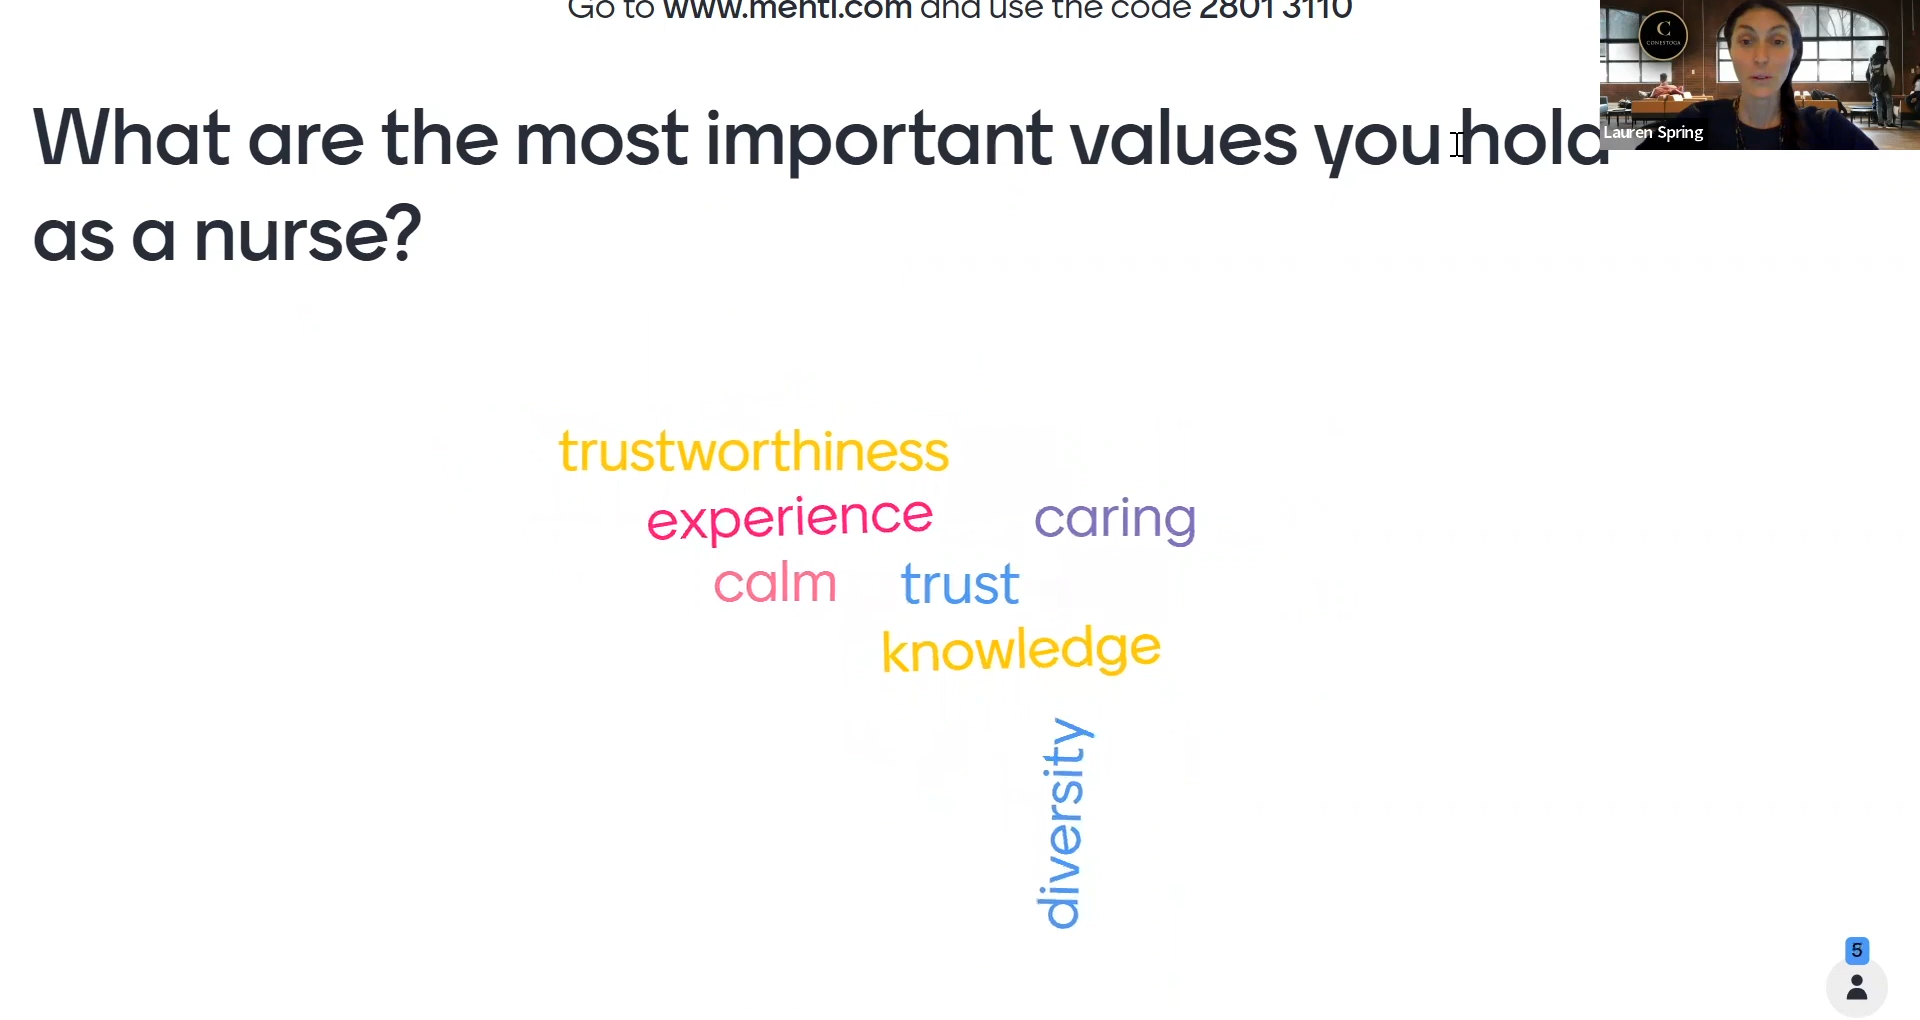 Go to www.menti.com and use the code 2801 3110
C
CONESTOGA
Lauren Spring
What are the most important values you hold
as a nurse?
trustworthiness
experience
caring
calm
trust
knowledge
diversity
5